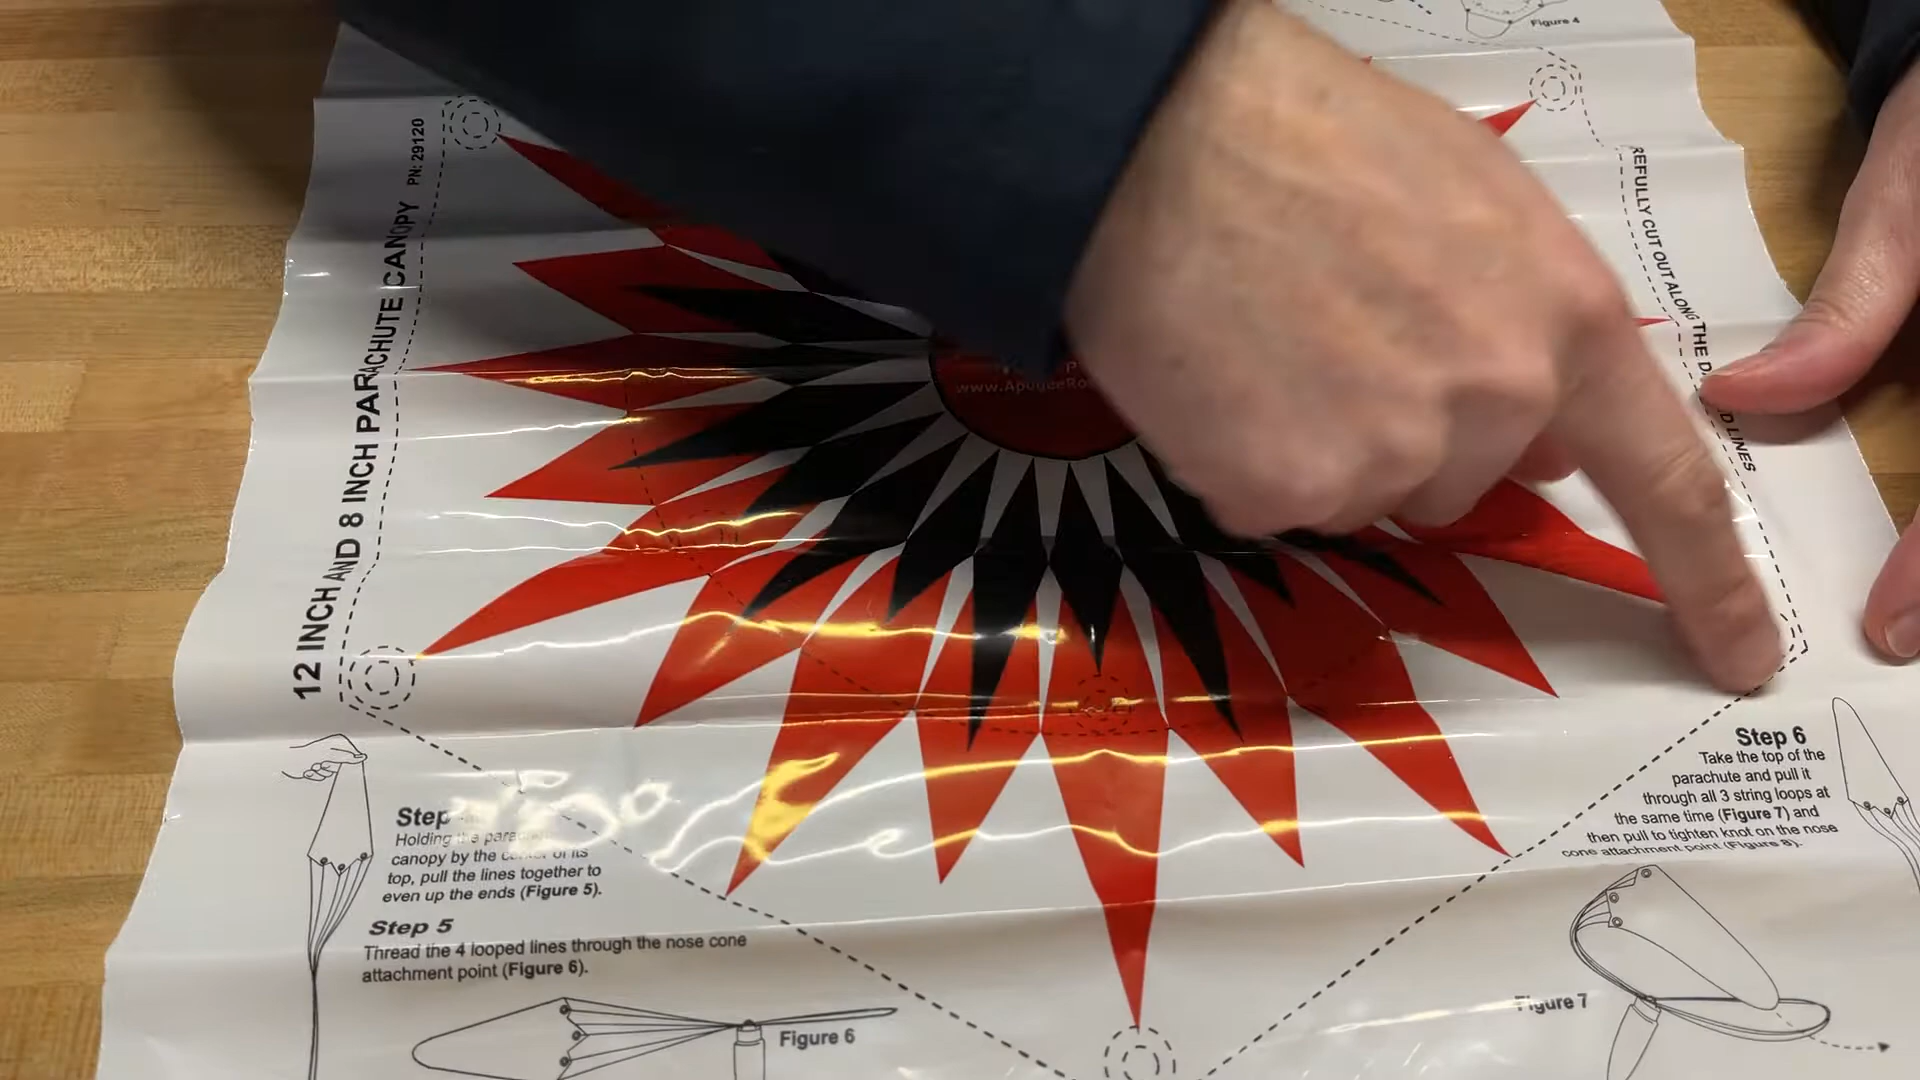 Figure 4
12 INCH AND 8 INCH PARACHUTE CANOPY PN: 29120
REFULLY CUT OUT ALONG THE D D LINES
P
www.ApogeeRo
Step
Holding the para
canopy by the center of its
top, pull the lines together to
even up the ends (Figure 5).
Step 5
Thread the 4 looped lines through the nose cone
attachment point (Figure 6).
Figure 6
Step 6
Take the top of the
parachute and pull it
through all 3 string loops at
the same time (Figure 7) and
then pull to tighten knot on the nose
cone attachment point (Figure 8).
Figure 7